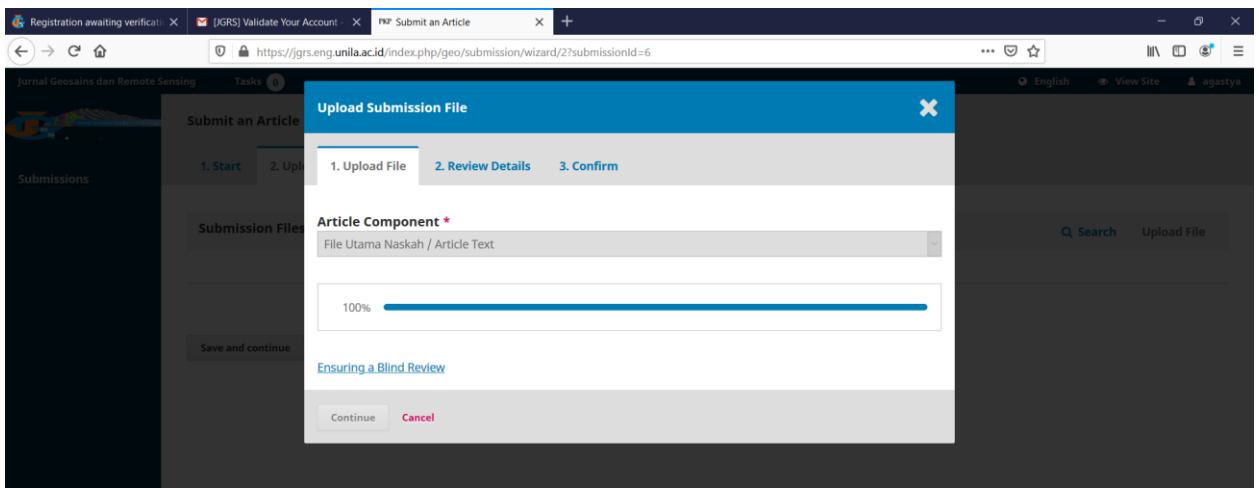 Registration awaiting verificati
[JGRS] Validate Your Account -
PKP Submit an Article
https://jgrs.eng.unila.ac.id/index.php/geo/submission/wizard/2?submissionId=6
Jurnal Geosains dan Remote Sensing Tasks 0 English View Site agastya
Upload Submission File
Submit an Article
1. Start 2. Uplo
1. Upload File 2. Review Details 3. Confirm
Submissions
Article Component *
Submission Files
Search Upload File
File Utama Naskah / Article Text
100%
Save and continue
Ensuring a Blind Review
Continue Cancel